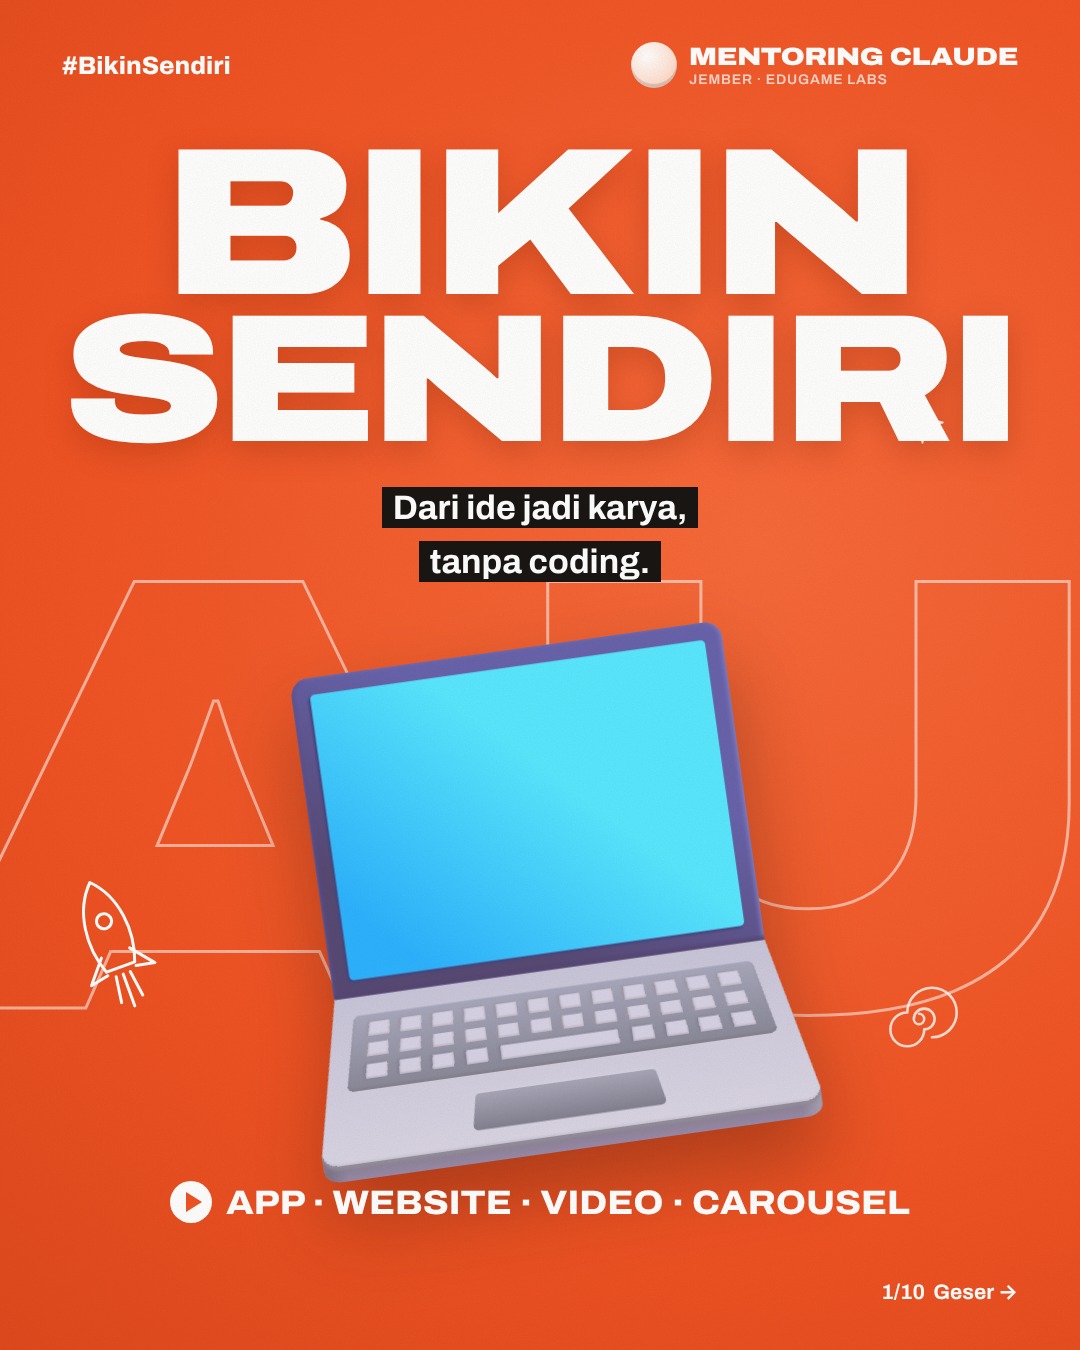 #BikinSendiri
MENTORING CLAUDE
JEMBER · EDUGAME LABS
BIKIN
SENDIRI
Dari ide jadi karya,
tanpa coding.
APP · WEBSITE · VIDEO · CAROUSEL
1/10 Geser →